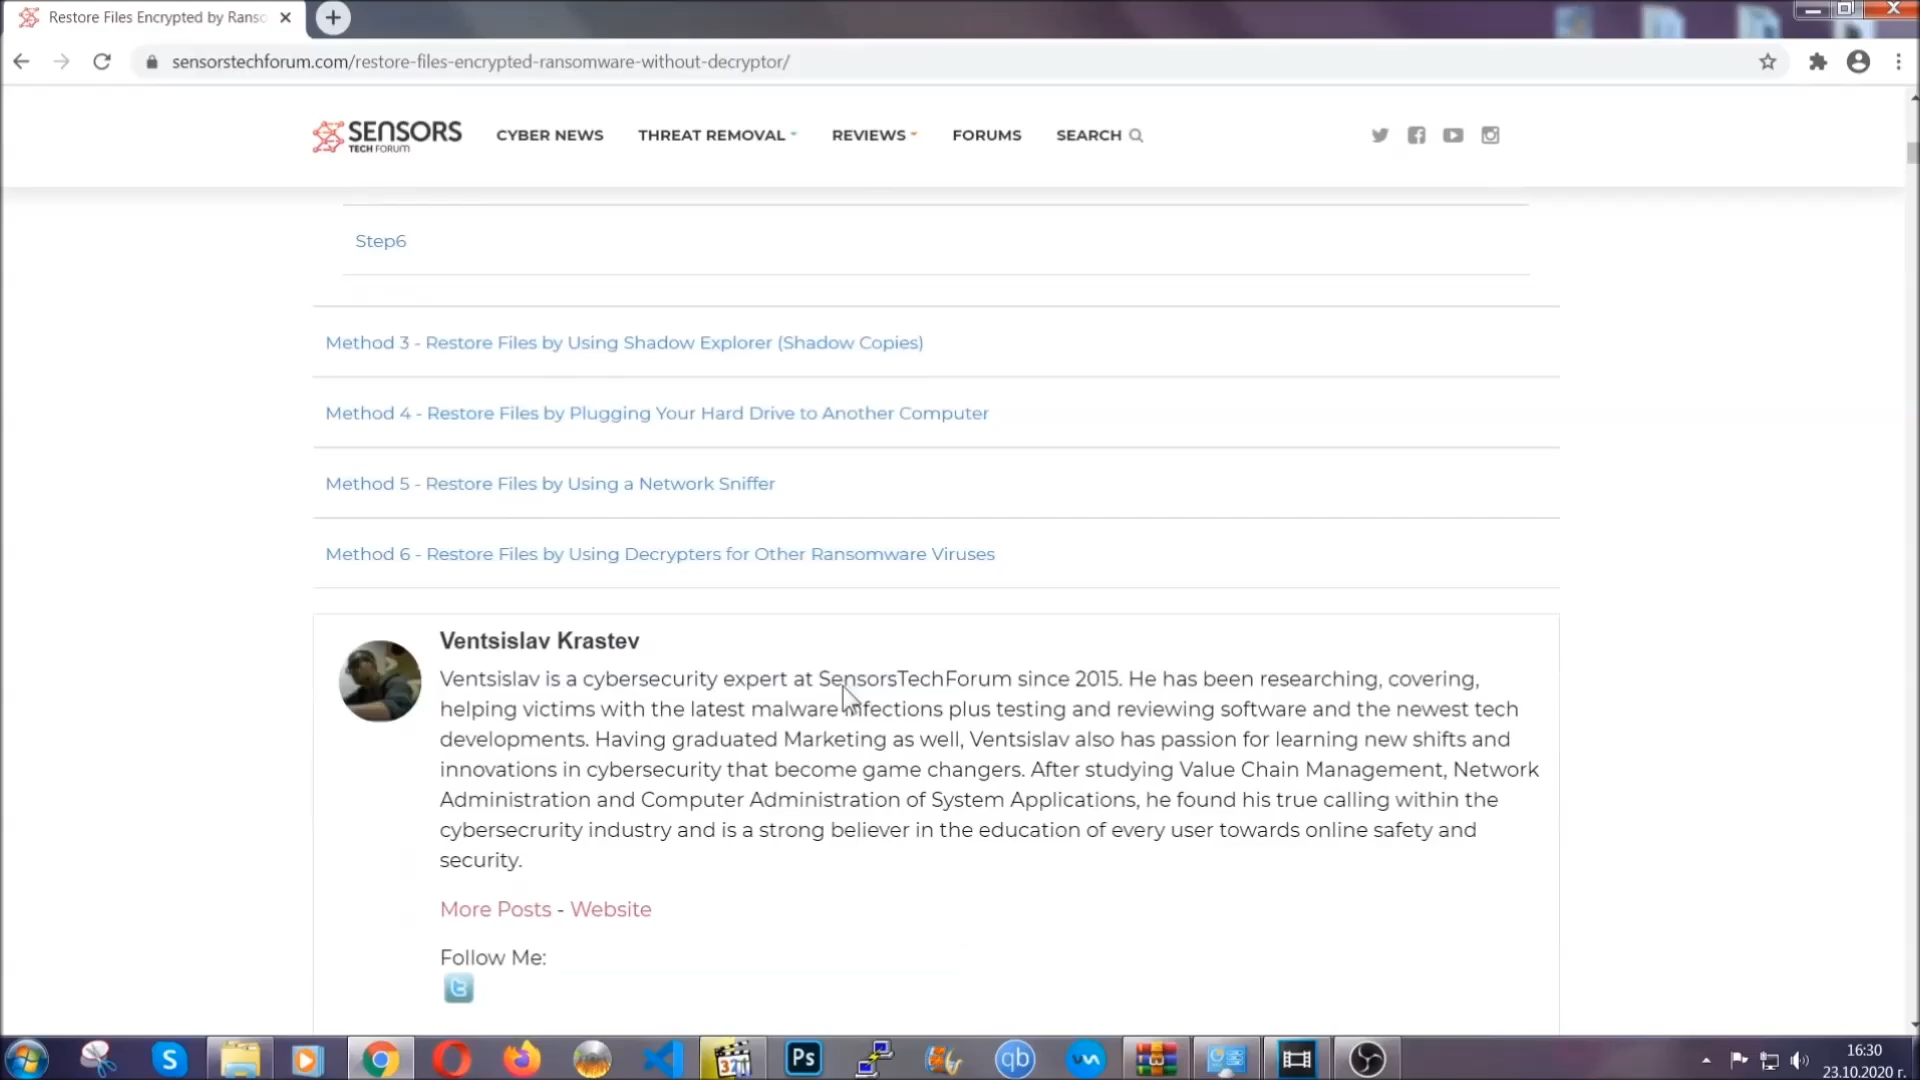 Restore Files Encrypted by Ranso
sensorstechforum.com/restore-files-encrypted-ransomware-without-decryptor/
SENSORS
TECH FORUM
CYBER NEWS
THREAT REMOVAL
REVIEWS
FORUMS
SEARCH
Step6
Method 3 - Restore Files by Using Shadow Explorer (Shadow Copies)
Method 4 - Restore Files by Plugging Your Hard Drive to Another Computer
Method 5 - Restore Files by Using a Network Sniffer
Method 6 - Restore Files by Using Decrypters for Other Ransomware Viruses
Ventsislav Krastev
Ventsislav is a cybersecurity expert at SensorsTechForum since 2015. He has been researching, covering,
helping victims with the latest malware infections plus testing and reviewing software and the newest tech
developments. Having graduated Marketing as well, Ventsislav also has passion for learning new shifts and
innovations in cybersecurity that become game changers. After studying Value Chain Management, Network
Administration and Computer Administration of System Applications, he found his true calling within the
cybersecrurity industry and is a strong believer in the education of every user towards online safety and
security.
More Posts - Website
Follow Me:
S
321
Ps
qb
16:30
23.10.2020 г.